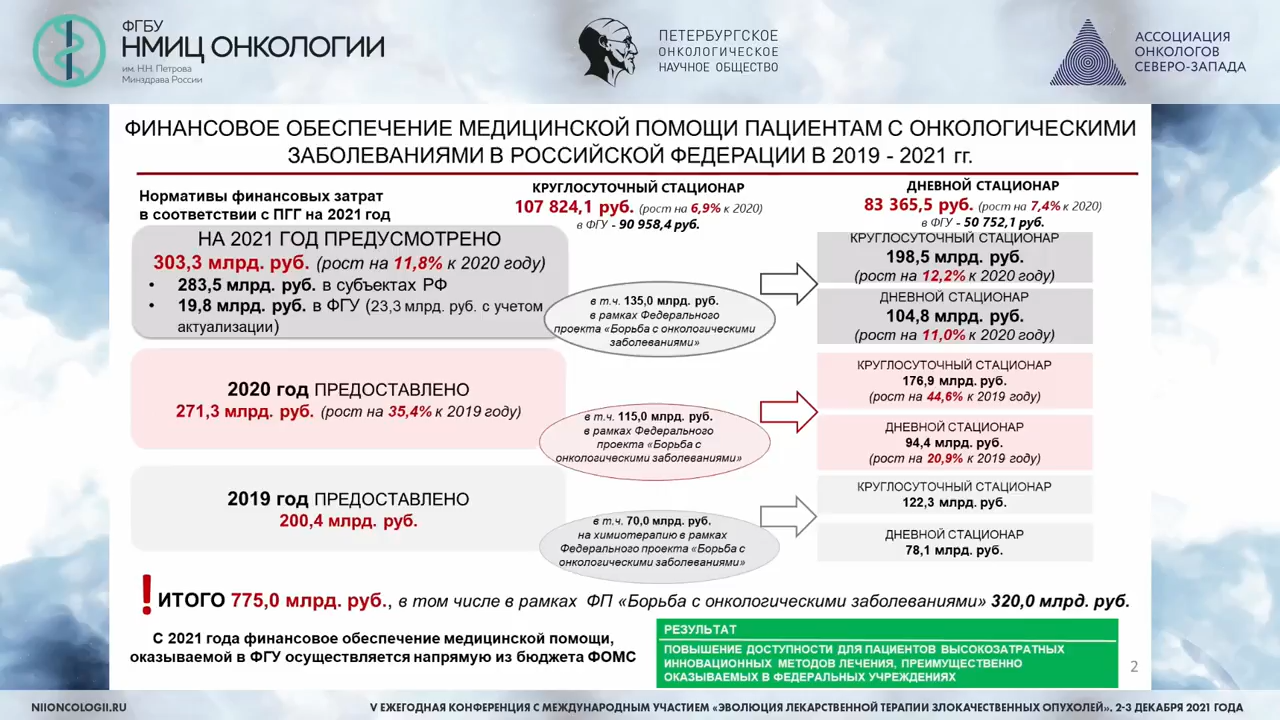 ФГБУ
НМИЦ ОНКОЛОГИИ
им. Н.Н. Петрова
Минздрава России
ПЕТЕРБУРГСКОЕ
ОНКОЛОГИЧЕСКОЕ
НАУЧНОЕ ОБЩЕСТВО
АССОЦИАЦИЯ
ОНКОЛОГОВ
СЕВЕРО-ЗАПАДА
ФИНАНСОВОЕ ОБЕСПЕЧЕНИЕ МЕДИЦИНСКОЙ ПОМОЩИ ПАЦИЕНТАМ С ОНКОЛОГИЧЕСКИМИ
ЗАБОЛЕВАНИЯМИ В РОССИЙСКОЙ ФЕДЕРАЦИИ В 2019 - 2021 гг.
Нормативы финансовых затрат
в соответствии с ПГГ на 2021 год
КРУГЛОСУТОЧНЫЙ СТАЦИОНАР
107 824,1 руб. (рост на 6,9% к 2020)
в ФГУ - 90 958,4 руб.
ДНЕВНОЙ СТАЦИОНАР
83 365,5 руб. (рост на 7,4% к 2020)
в ФГУ - 50 752,1 руб.
НА 2021 ГОД ПРЕДУСМОТРЕНО
303,3 млрд. руб. (рост на 11,8% к 2020 году)
• 283,5 млрд. руб. в субъектах РФ
• 19,8 млрд. руб. в ФГУ (23,3 млрд. руб. с учетом
актуализации)
в т.ч. 135,0 млрд. руб.
в рамках Федерального
проекта «Борьба с онкологическими
заболеваниями»
КРУГЛОСУТОЧНЫЙ СТАЦИОНАР
198,5 млрд. руб.
(рост на 12,2% к 2020 году)
ДНЕВНОЙ СТАЦИОНАР
104,8 млрд. руб.
(рост на 11,0% к 2020 году)
2020 год ПРЕДОСТАВЛЕНО
271,3 млрд. руб. (рост на 35,4% к 2019 году)
в т.ч. 115,0 млрд. руб.
в рамках Федерального
проекта «Борьба с
онкологическими заболеваниями»
КРУГЛОСУТОЧНЫЙ СТАЦИОНАР
176,9 млрд. руб.
(рост на 44,6% к 2019 году)
ДНЕВНОЙ СТАЦИОНАР
94,4 млрд. руб.
(рост на 20,9% к 2019 году)
2019 год ПРЕДОСТАВЛЕНО
200,4 млрд. руб.
в т.ч. 70,0 млрд. руб.
на химиотерапию в рамках
Федерального проекта «Борьба с
онкологическими заболеваниями»
КРУГЛОСУТОЧНЫЙ СТАЦИОНАР
122,3 млрд. руб.
ДНЕВНОЙ СТАЦИОНАР
78,1 млрд. руб.
! ИТОГО 775,0 млрд. руб., в том числе в рамках ФП «Борьба с онкологическими заболеваниями» 320,0 млрд. руб.
С 2021 года финансовое обеспечение медицинской помощи,
оказываемой в ФГУ осуществляется напрямую из бюджета ФОМС
РЕЗУЛЬТАТ
ПОВЫШЕНИЕ ДОСТУПНОСТИ ДЛЯ ПАЦИЕНТОВ ВЫСОКОЗАТРАТНЫХ
ИННОВАЦИОННЫХ МЕТОДОВ ЛЕЧЕНИЯ, ПРЕИМУЩЕСТВЕННО
ОКАЗЫВАЕМЫХ В ФЕДЕРАЛЬНЫХ УЧРЕЖДЕНИЯХ
2
NIIONCOLOGII.RU
V ЕЖЕГОДНАЯ КОНФЕРЕНЦИЯ С МЕЖДУНАРОДНЫМ УЧАСТИЕМ «ЭВОЛЮЦИЯ ЛЕКАРСТВЕННОЙ ТЕРАПИИ ЗЛОКАЧЕСТВЕННЫХ ОПУХОЛЕЙ». 2-3 ДЕКАБРЯ 2021 ГОДА